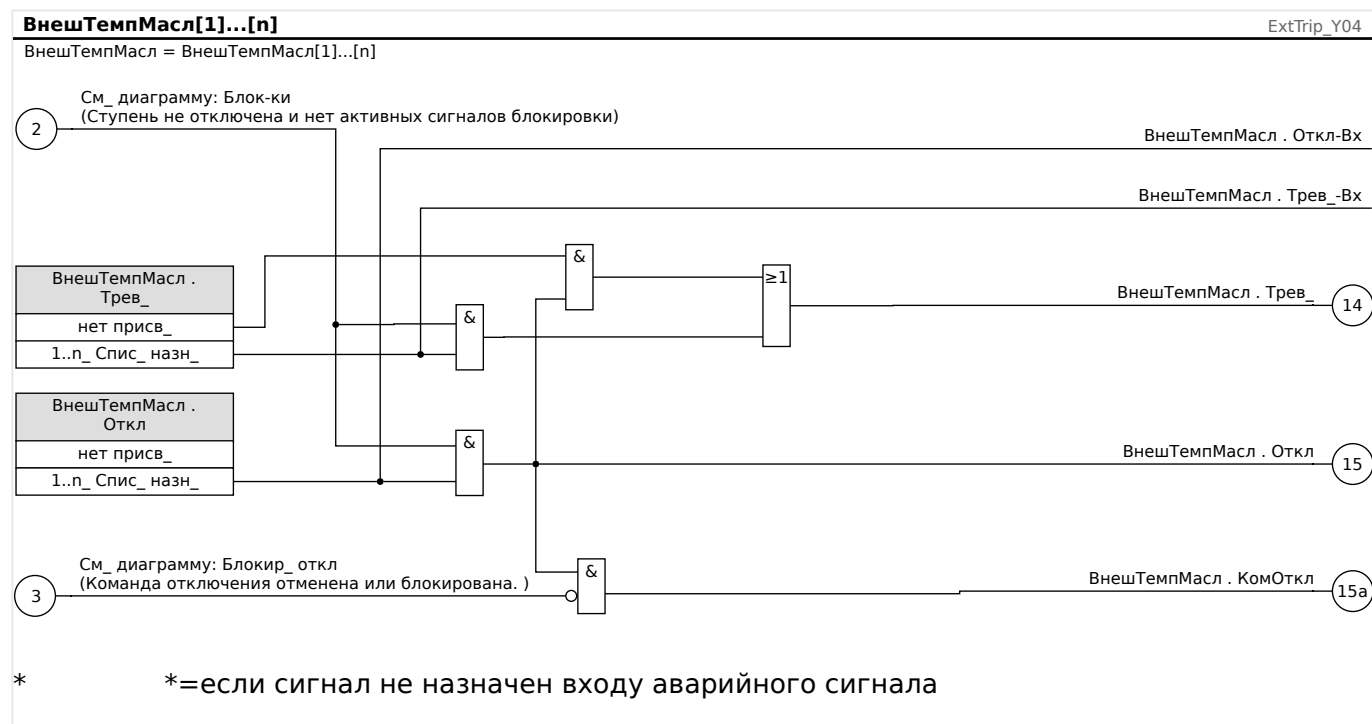 ВнешТемпМасл[1]...[n]
ExtTrip_Y04
ВнешТемпМасл = ВнешТемпМасл[1]...[n]
См_ диаграмму: Блок-ки
(Ступень не отключена и нет активных сигналов блокировки)
2
ВнешТемпМасл . Откл-Вх
ВнешТемпМасл . Трев_-Вх
&
≥1
ВнешТемпМасл .
Трев_
нет присв_
1..n_ Спис_ назн_
&
ВнешТемпМасл . Трев_
14
ВнешТемпМасл .
Откл
нет присв_
1..n_ Спис_ назн_
&
ВнешТемпМасл . Откл
15
См_ диаграмму: Блокир_ откл
(Команда отключения отменена или блокирована. )
3
&
ВнешТемпМасл . КомОткл
15a
* *=если сигнал не назначен входу аварийного сигнала